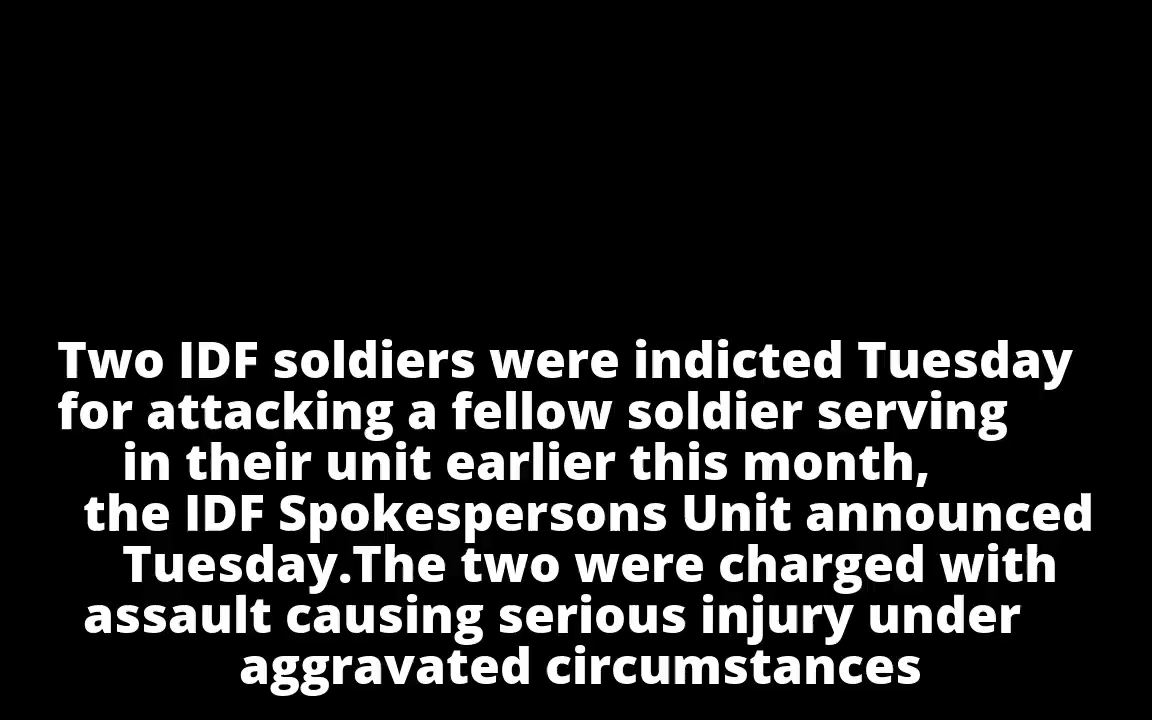 Two IDF soldiers were indicted Tuesday
for attacking a fellow soldier serving
in their unit earlier this month,
the IDF Spokespersons Unit announced
Tuesday.The two were charged with
assault causing serious injury under
aggravated circumstances